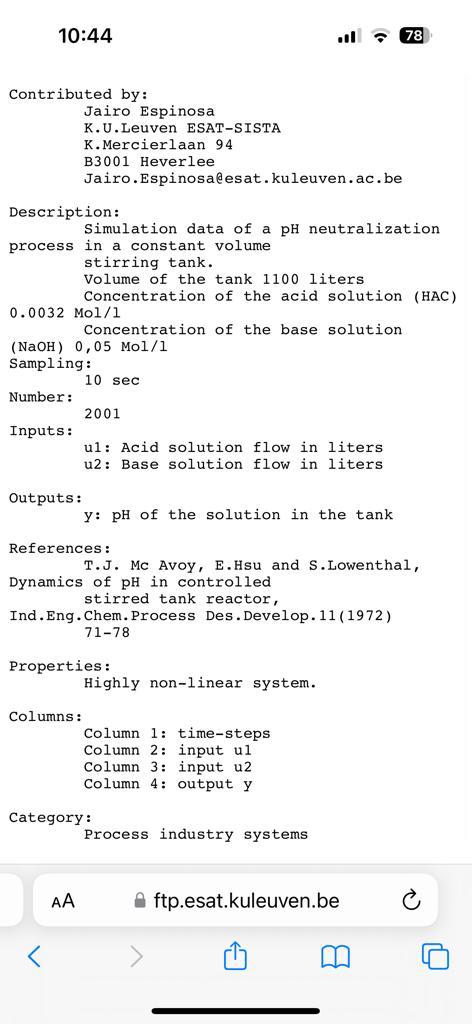 10:44
78
Contributed by:
Jairo Espinosa
K.U.Leuven ESAT-SISTA
K.Mercierlaan 94
B3001 Heverlee
Jairo.Espinosa@esat.kuleuven.ac.be
Description:
Simulation data of a pH neutralization
process in a constant volume
stirring tank.
Volume of the tank 1100 liters
Concentration of the acid solution (HAC)
0.0032 Mol/l
Concentration of the base solution
(NaOH) 0,05 Mol/l
Sampling:
10 sec
Number:
2001
Inputs:
u1: Acid solution flow in liters
u2: Base solution flow in liters
Outputs:
y: pH of the solution in the tank
References:
T.J. Mc Avoy, E.Hsu and S.Lowenthal,
Dynamics of pH in controlled
stirred tank reactor,
Ind.Eng.Chem.Process Des.Develop.11(1972)
71-78
Properties:
Highly non-linear system.
Columns:
Column 1: time-steps
Column 2: input u1
Column 3: input u2
Column 4: output y
Category:
Process industry systems
AA
ftp.esat.kuleuven.be